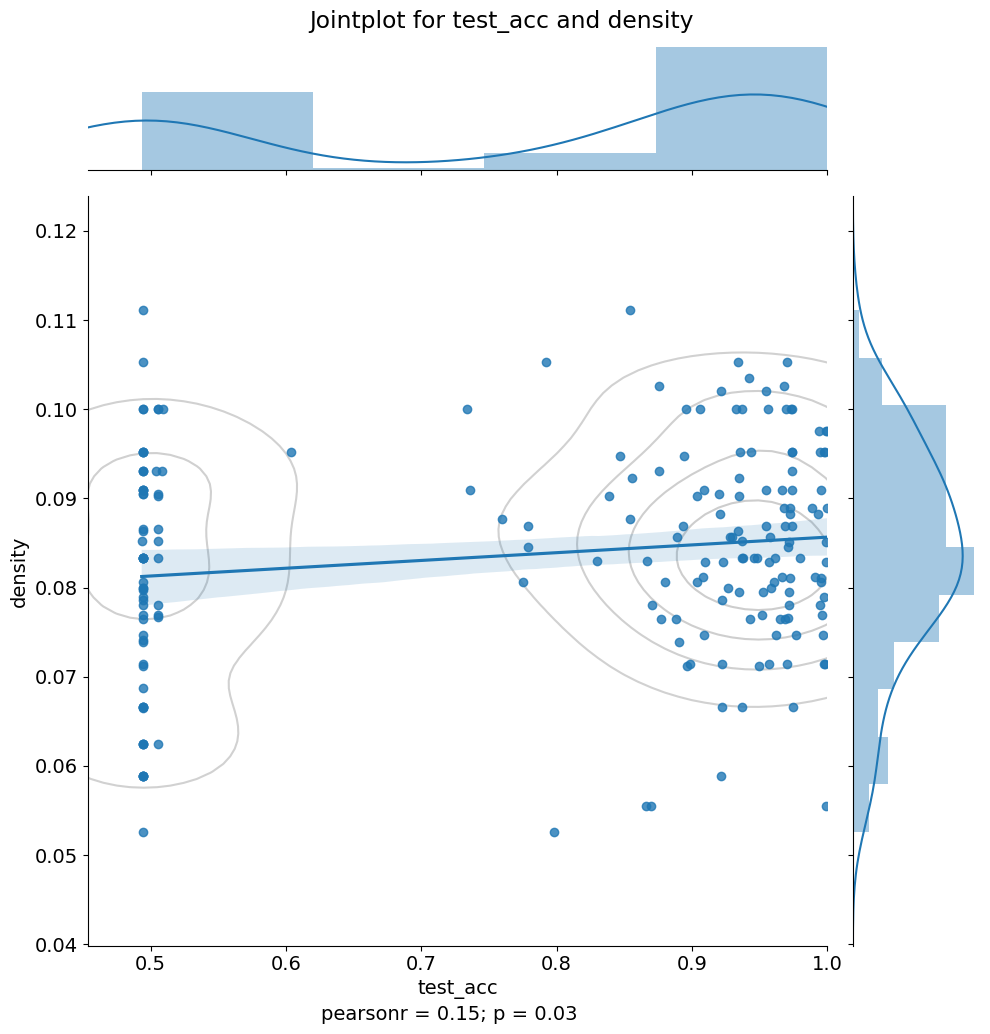 Jointplot for test_acc and density
0.12
0.11
0.10
0.09
0.08
0.07
0.06
0.05
0.04
density
0.5 0.6 0.7 0.8 0.9 1.0
test_acc
pearsonr = 0.15; p = 0.03